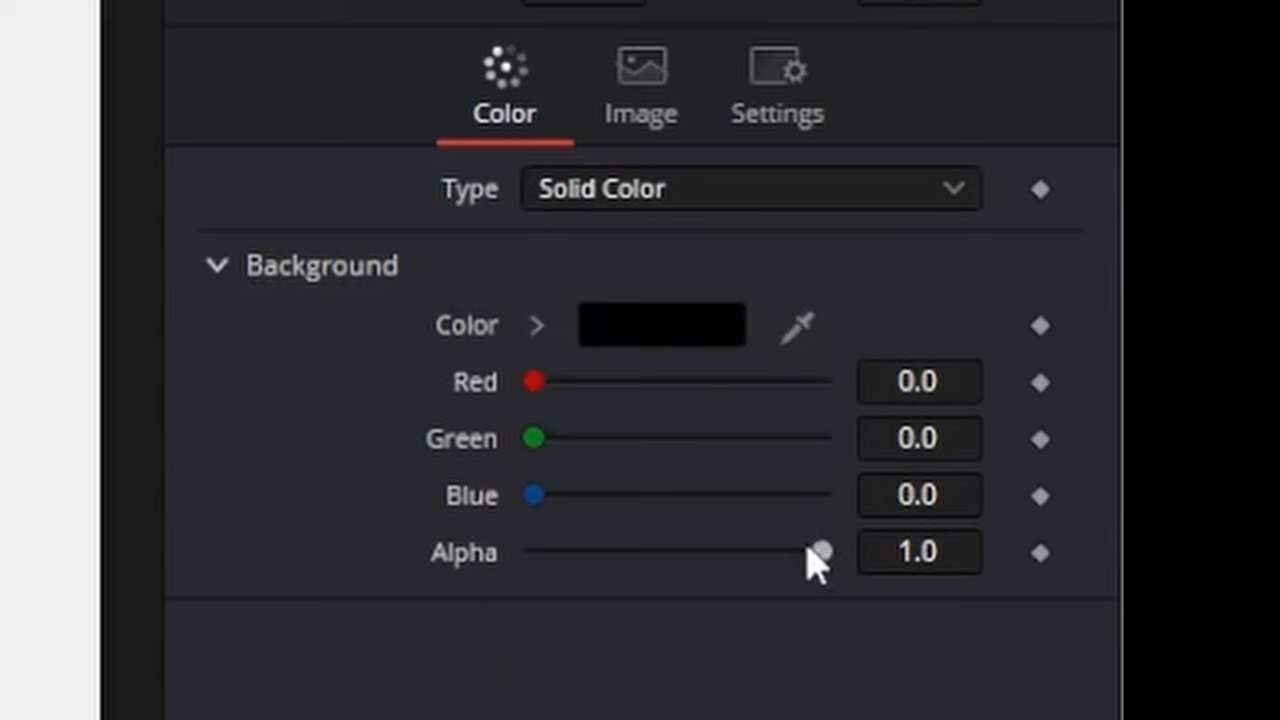 Color Image Settings
Type Solid Color
Background
Color
Red 0.0
Green 0.0
Blue 0.0
Alpha 1.0